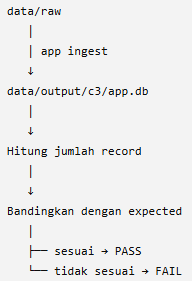 data/raw
│
│ app ingest
↓
data/output/c3/app.db
│
↓
Hitung jumlah record
│
↓
Bandingkan dengan expected
│
├── sesuai → PASS
└── tidak sesuai → FAIL